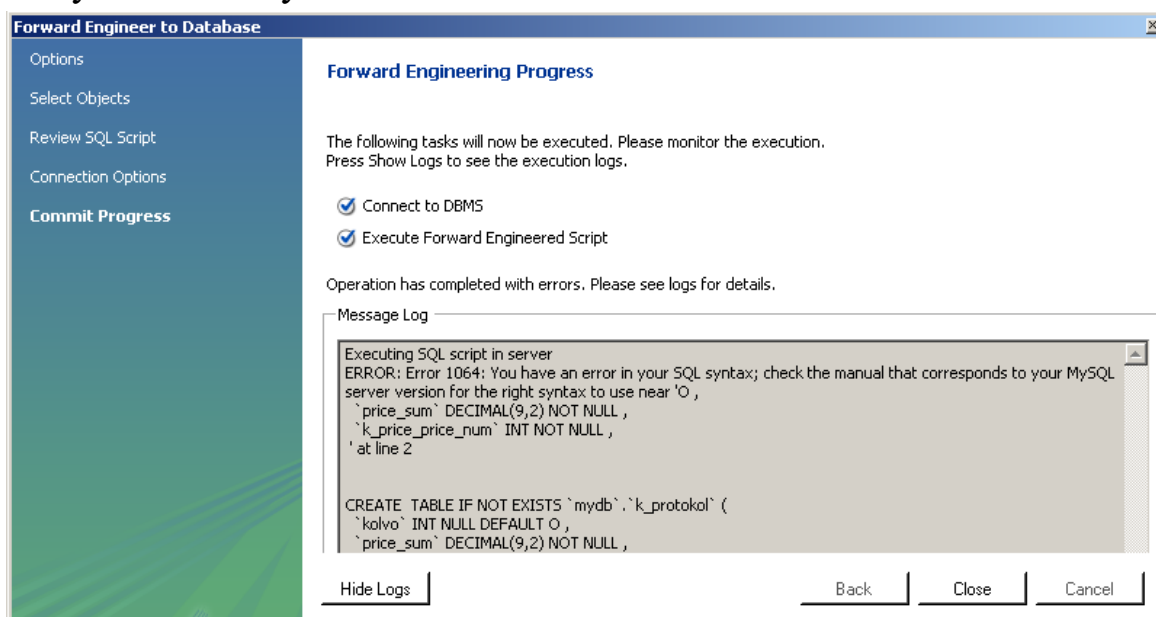 Forward Engineer to Database
Options
Select Objects
Review SQL Script
Connection Options
Commit Progress
Forward Engineering Progress
The following tasks will now be executed. Please monitor the execution.
Press Show Logs to see the execution logs.
Connect to DBMS
Execute Forward Engineered Script
Operation has completed with errors. Please see logs for details.
Message Log
Executing SQL script in server
ERROR: Error 1064: You have an error in your SQL syntax; check the manual that corresponds to your MySQL
server version for the right syntax to use near 'O ,
`price_sum` DECIMAL(9,2) NOT NULL ,
`k_price_price_num` INT NOT NULL ,
' at line 2
CREATE  TABLE IF NOT EXISTS `mydb`.`k_protokol` (
`kolvo` INT NULL DEFAULT O ,
`price_sum` DECIMAL(9,2) NOT NULL ,
Hide Logs
Back
Close
Cancel